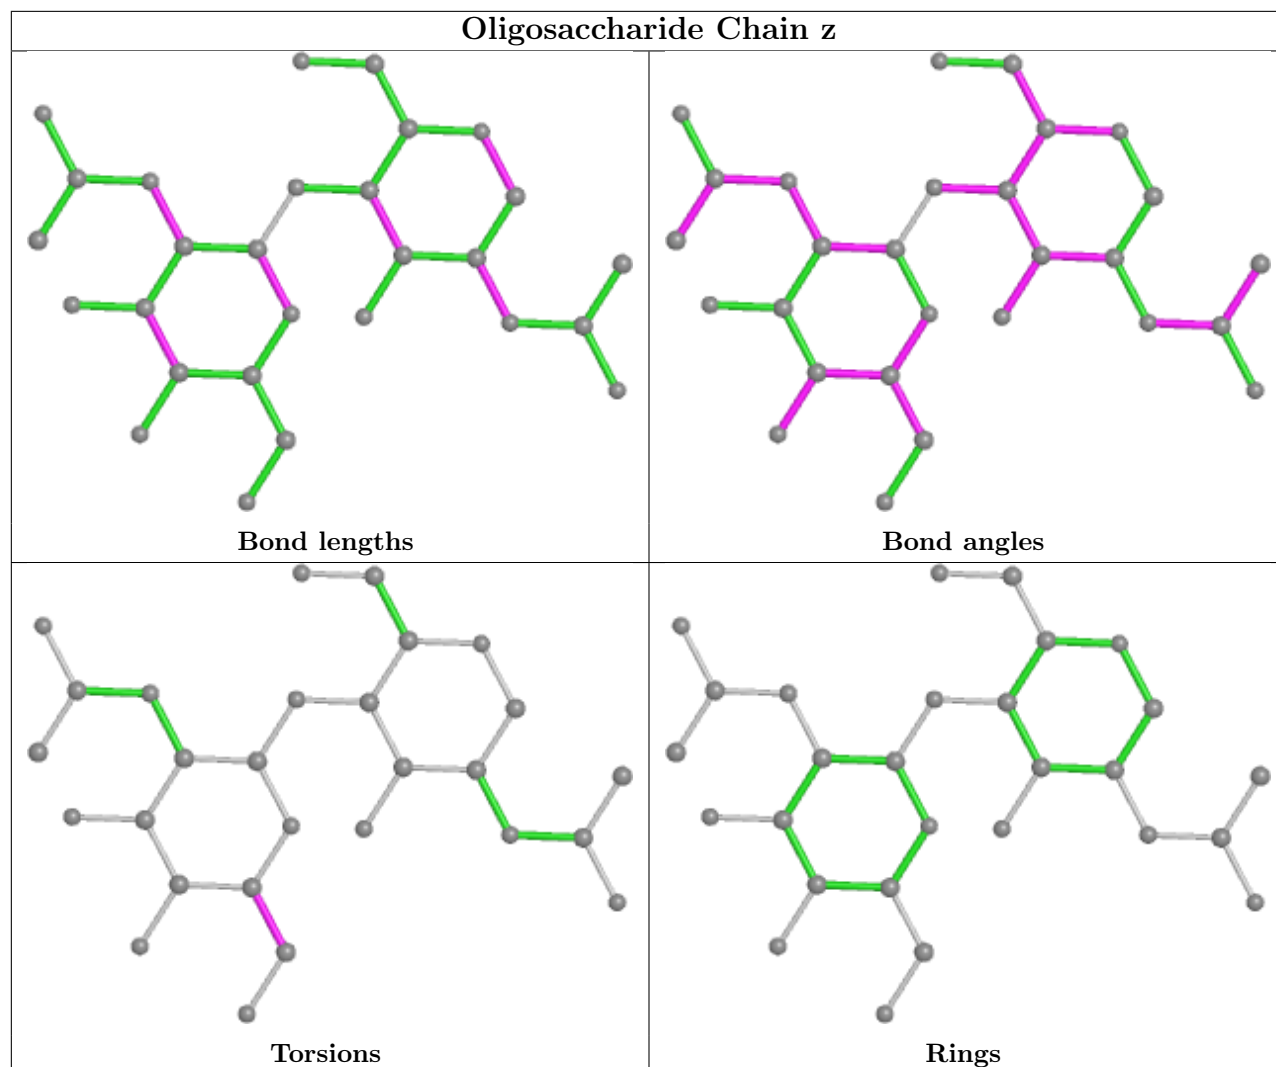 Oligosaccharide Chain z
Bond lengths
Bond angles
Torsions
Rings